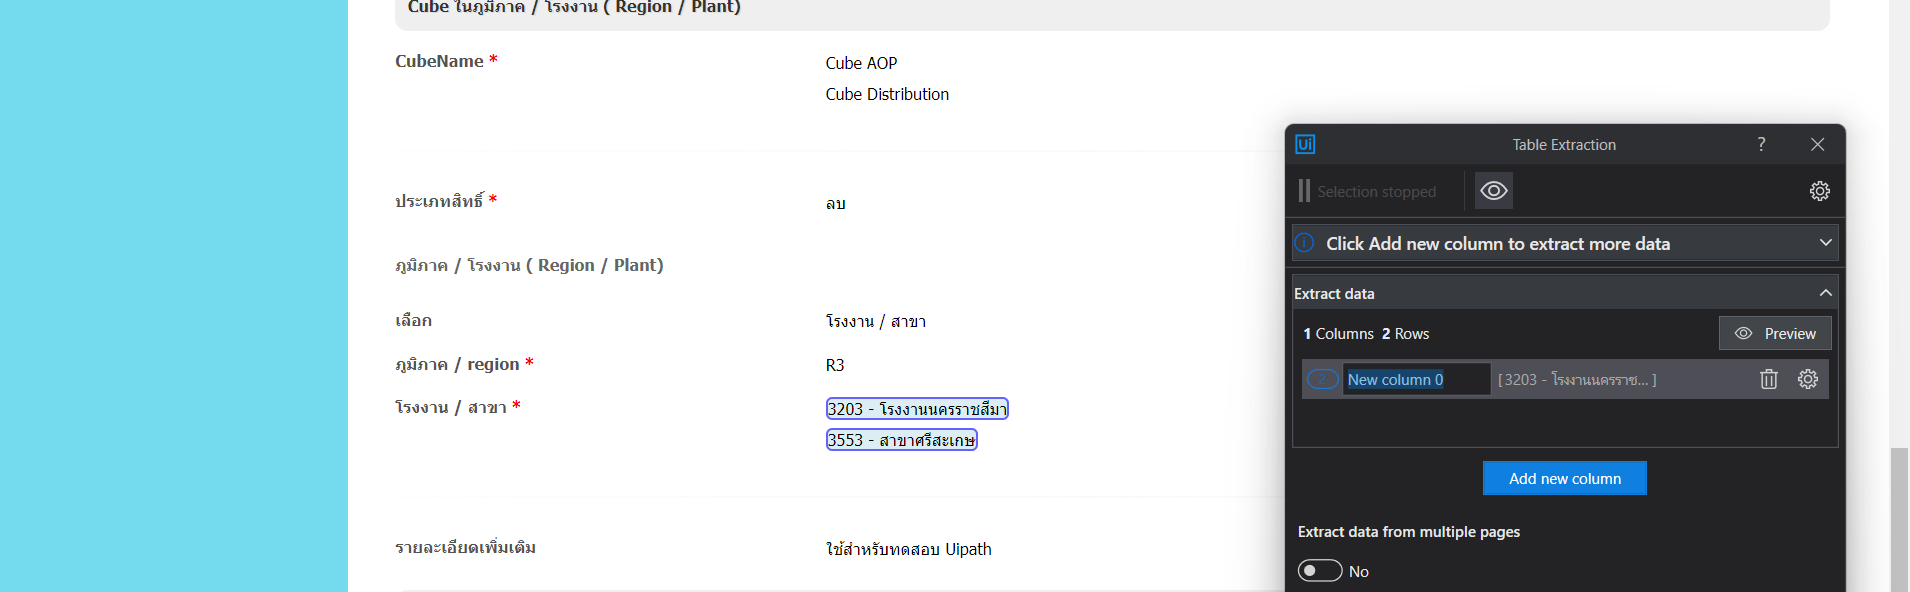 Cube ในภูมิภาค / โรงงาน ( Region / Plant)
CubeName *
Cube AOP
Cube Distribution
ประเภทสิทธิ์ *
ลบ
ภูมิภาค / โรงงาน ( Region / Plant)
เลือก
โรงงาน / สาขา
ภูมิภาค / region *
R3
โรงงาน / สาขา *
3203 - โรงงานนครราชสีมา
3553 - สาขาศรีสะเกษ
รายละเอียดเพิ่มเติม
ใช้สำหรับทดสอบ Uipath
Ui
Table Extraction
?
Selection stopped
Click Add new column to extract more data
Extract data
1 Columns 2 Rows
Preview
2
New column 0
[ 3203 - โรงงานนครราช... ]
Add new column
Extract data from multiple pages
No